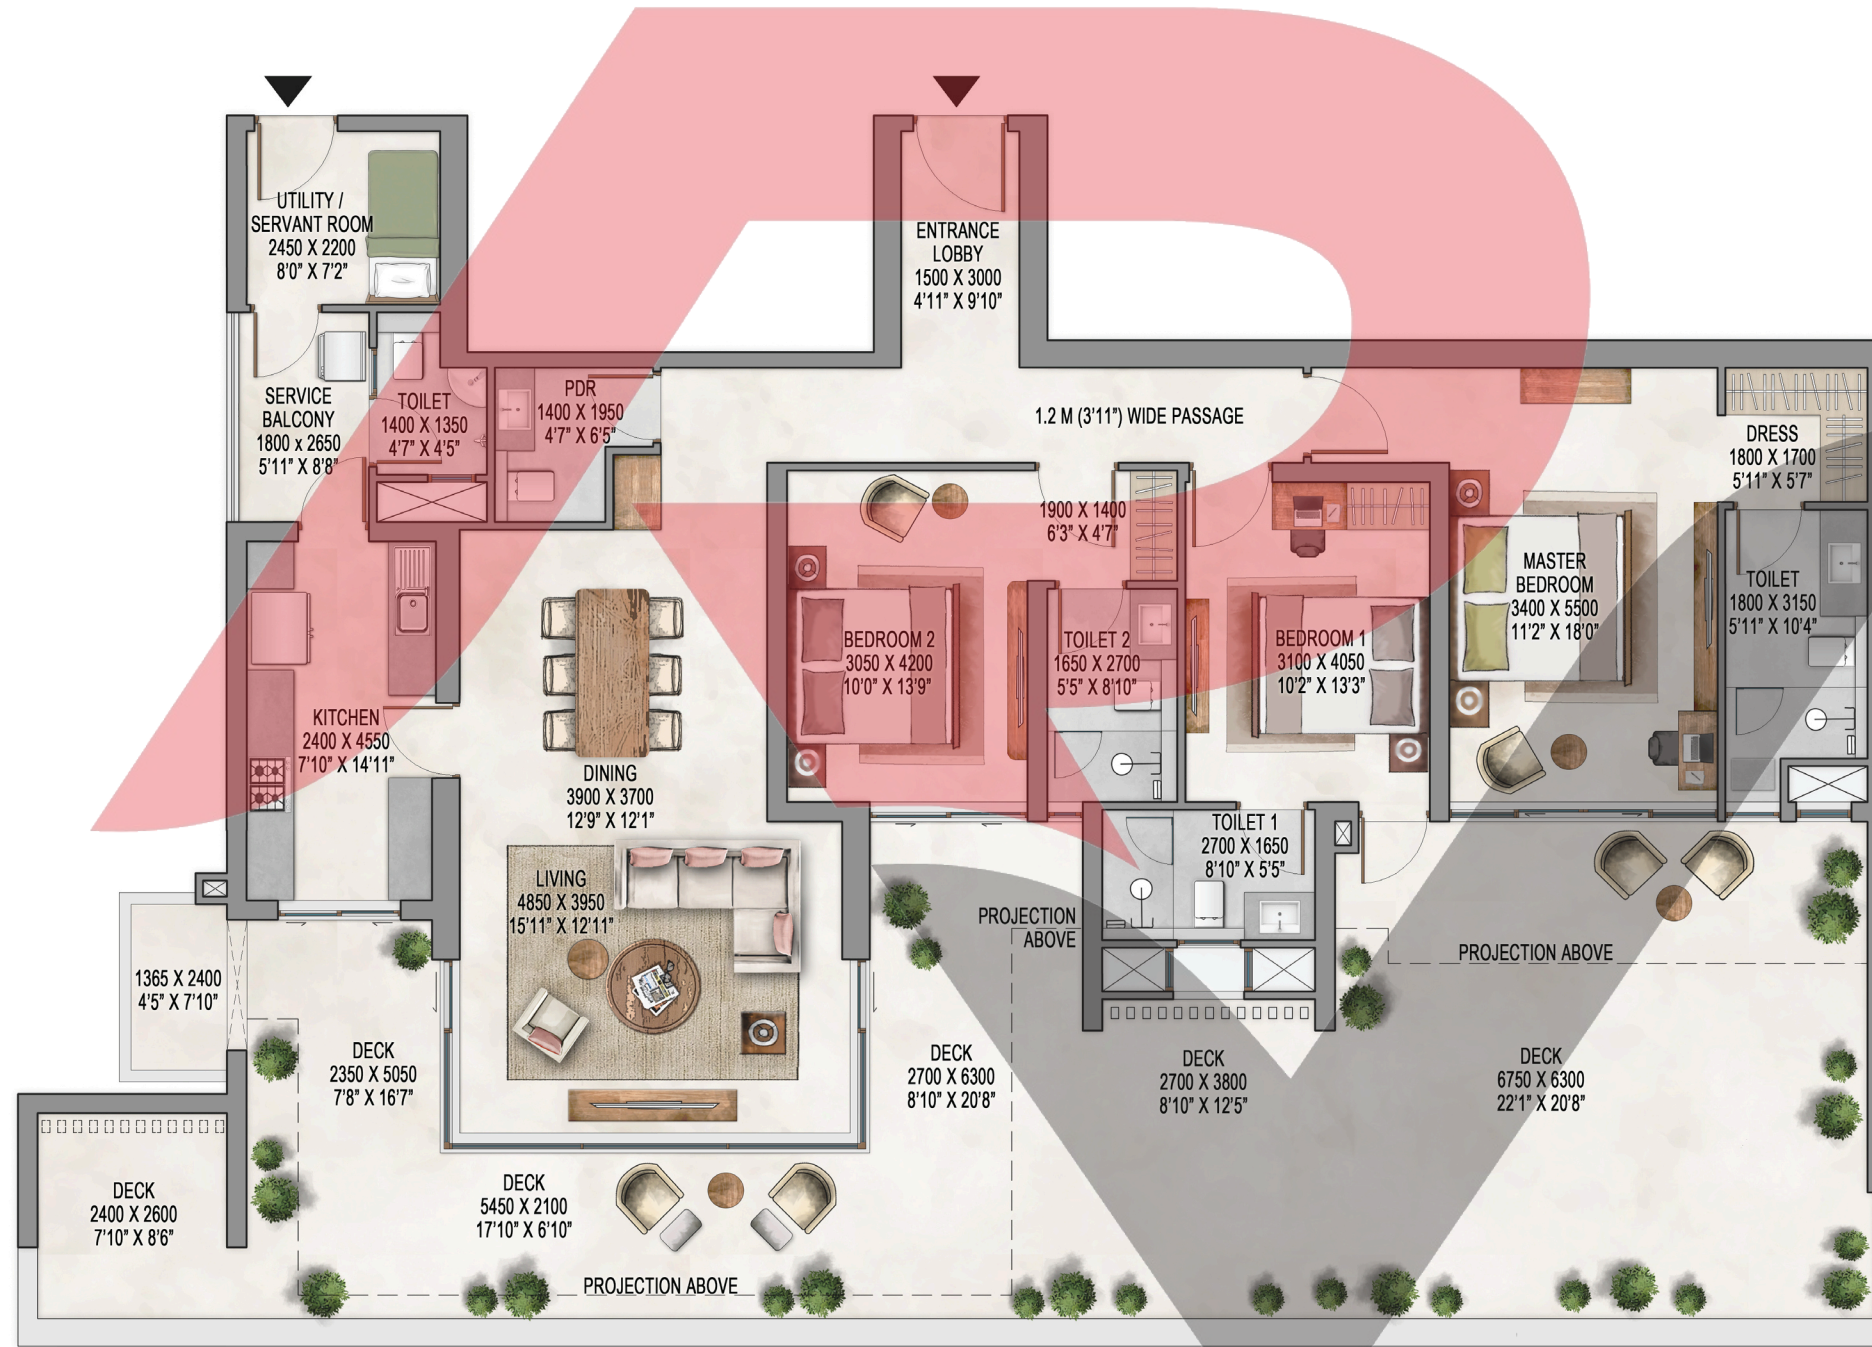 UTILITY /
SERVANT ROOM
2450 X 2200
8'0" X 7'2"
ENTRANCE
LOBBY
1500 X 3000
4'11" X 9'10"
SERVICE
BALCONY
1800 x 2650
5'11" X 8'8"
TOILET
1400 X 1350
4'7" X 4'5"
PDR
1400 X 1950
4'7" X 6'5"
1.2 M (3'11") WIDE PASSAGE
DRESS
1800 X 1700
5'11" X 5'7"
1900 X 1400
6'3" X 4'7"
MASTER
BEDROOM
3400 X 5500
11'2" X 18'0"
TOILET
1800 X 3150
5'11" X 10'4"
BEDROOM 2
3050 X 4200
10'0" X 13'9"
TOILET 2
1650 X 2700
5'5" X 8'10"
BEDROOM 1
3100 X 4050
10'2" X 13'3"
KITCHEN
2400 X 4550
7'10" X 14'11"
DINING
3900 X 3700
12'9" X 12'1"
TOILET 1
2700 X 1650
8'10" X 5'5"
LIVING
4850 X 3950
15'11" X 12'11"
PROJECTION
ABOVE
PROJECTION ABOVE
1365 X 2400
4'5" X 7'10"
DECK
2350 X 5050
7'8" X 16'7"
DECK
2700 X 6300
8'10" X 20'8"
DECK
2700 X 3800
8'10" X 12'5"
DECK
6750 X 6300
22'1" X 20'8"
DECK
2400 X 2600
7'10" X 8'6"
DECK
5450 X 2100
17'10" X 6'10"
PROJECTION ABOVE